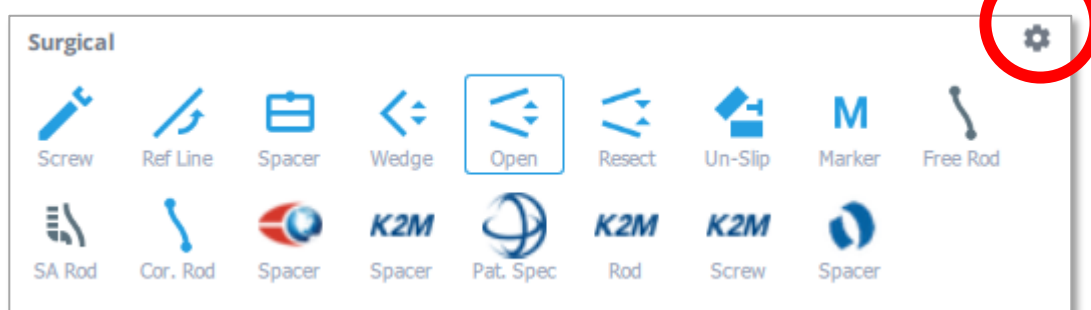 Surgical
Screw Ref Line Spacer Wedge Open Resect Un-Slip M Marker Free Rod
SA Rod Cor. Rod Spacer K2M Spacer Pat. Spec K2M Rod K2M Screw Spacer